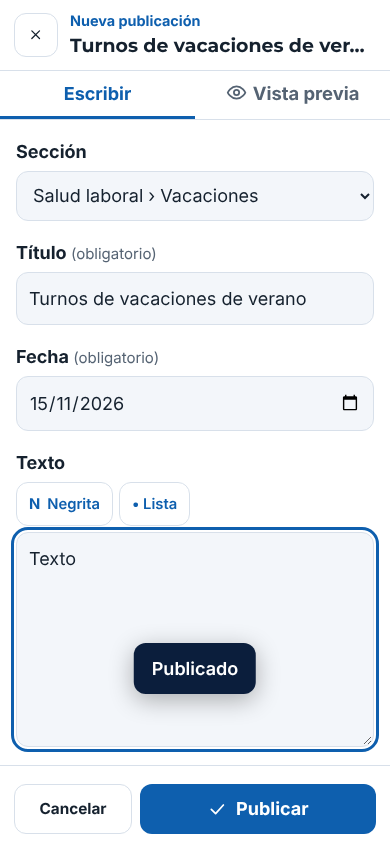 Nueva publicación
Turnos de vacaciones de ver...
Escribir
Vista previa
Sección
Salud laboral › Vacaciones
Título (obligatorio)
Turnos de vacaciones de verano
Fecha (obligatorio)
15/11/2026
Texto
N Negrita
• Lista
Texto
Publicado
Cancelar
Publicar